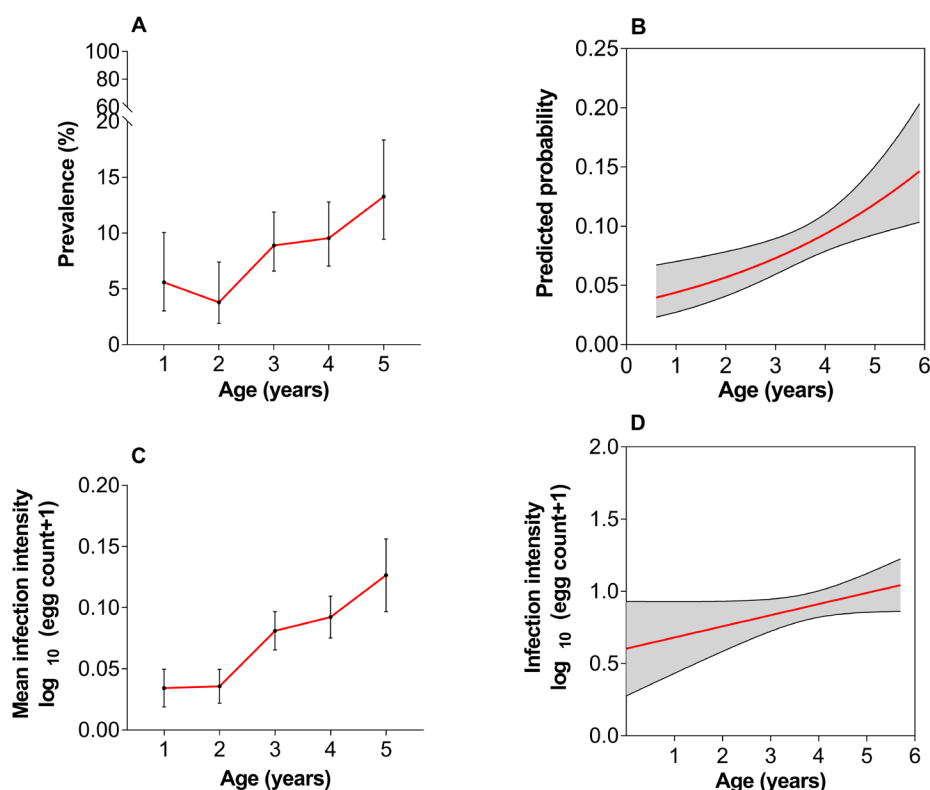 A
Prevalence (%)
100
80
60
20
15
10
5
0
1 2 3 4 5
Age (years)
B
Predicted probability
0.25
0.20
0.15
0.10
0.05
0.00
0 1 2 3 4 5 6
Age (years)
C
Mean infection intensity
log 10 (egg count+1)
0.20
0.15
0.10
0.05
0.00
1 2 3 4 5
Age (years)
D
Infection intensity
log 10 (egg count+1)
2.0
1.5
1.0
0.5
0.0
1 2 3 4 5 6
Age (years)